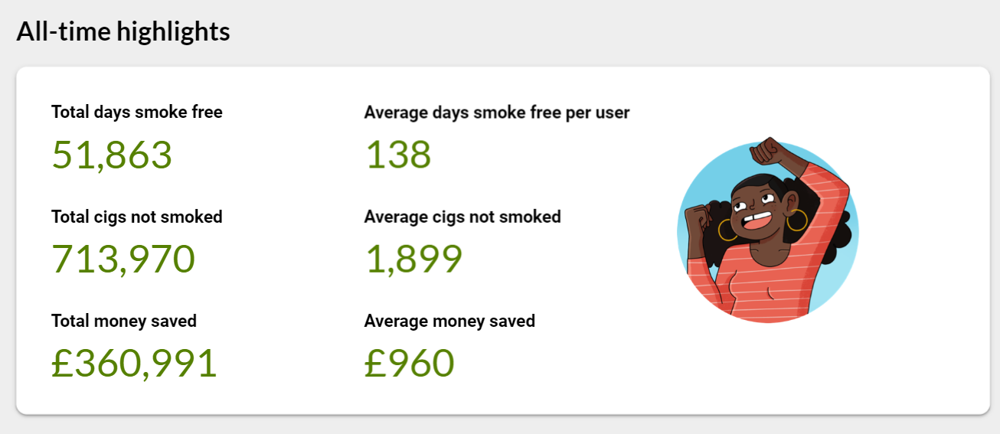 All-time highlights
Total days smoke free
51,863
Average days smoke free per user
138
Total cigs not smoked
713,970
Average cigs not smoked
1,899
Total money saved
£360,991
Average money saved
£960